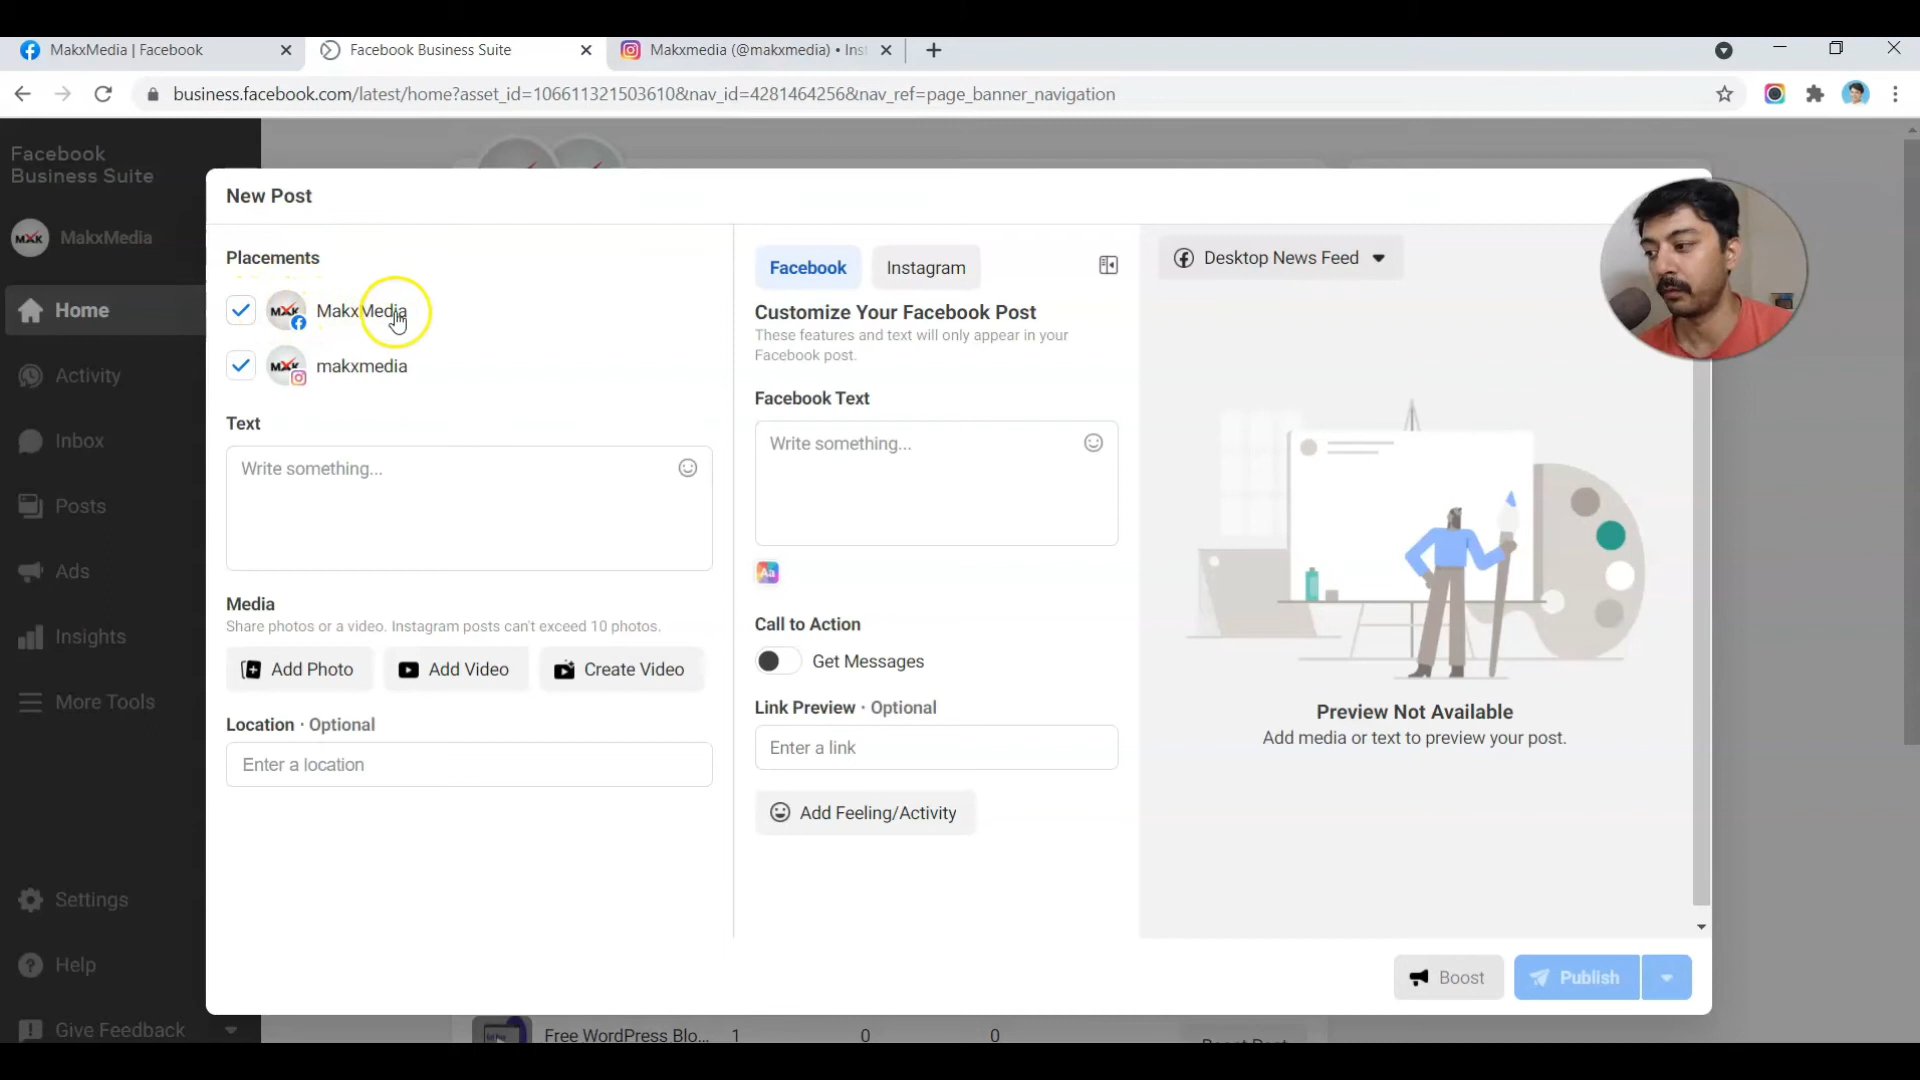 MakxMedia | Facebook
Facebook Business Suite
Makxmedia (@makxmedia) • Inst
business.facebook.com/latest/home?asset_id=106611321503610&nav_id=4281464256&nav_ref=page_banner_navigation
Facebook
Business Suite
MAK
MakxMedia
Home
Activity
Inbox
Posts
Ads
Insights
More Tools
Settings
Help
Give Feedback
New Post
Placements
MakxMedia
makxmedia
Text
Write something...
Media
Share photos or a video. Instagram posts can't exceed 10 photos.
Add Photo
Add Video
Create Video
Location · Optional
Enter a location
Facebook
Instagram
Customize Your Facebook Post
These features and text will only appear in your
Facebook post.
Facebook Text
Write something...
Aa
Call to Action
Get Messages
Link Preview · Optional
Enter a link
Add Feeling/Activity
Desktop News Feed
Preview Not Available
Add media or text to preview your post.
Boost
Publish
Free WordPress Blo... 1 0 0
Boost Post